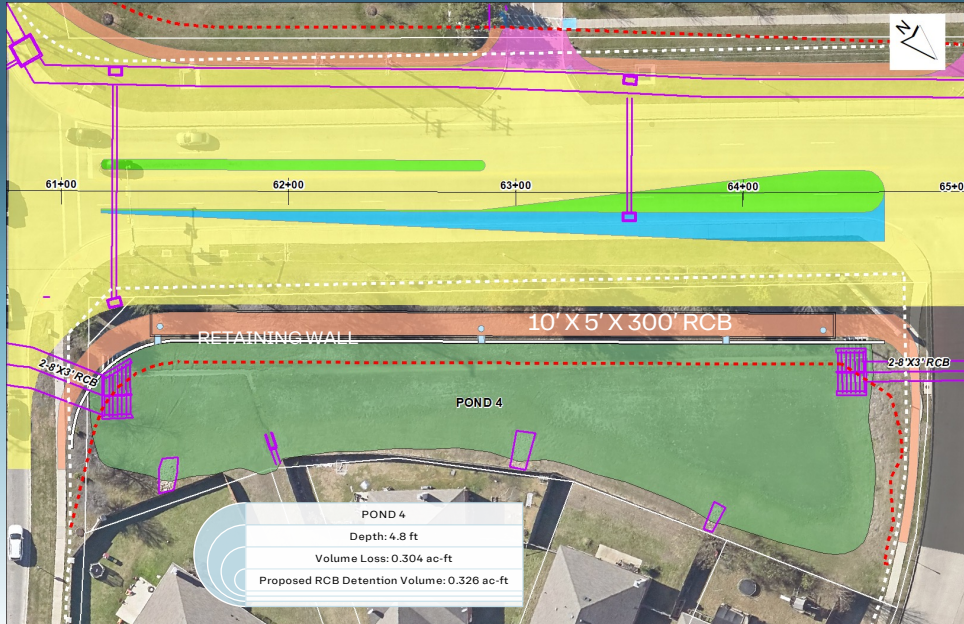 N
61+00
62+00
63+00
64+00
65+0
10' X 5' X 300' RCB
RETAINING WALL
2-8'X3' RCB
2-8'X3' RCB
POND 4
POND 4
Depth: 4.8 ft
Volume Loss: 0.304 ac-ft
Proposed RCB Detention Volume: 0.326 ac-ft